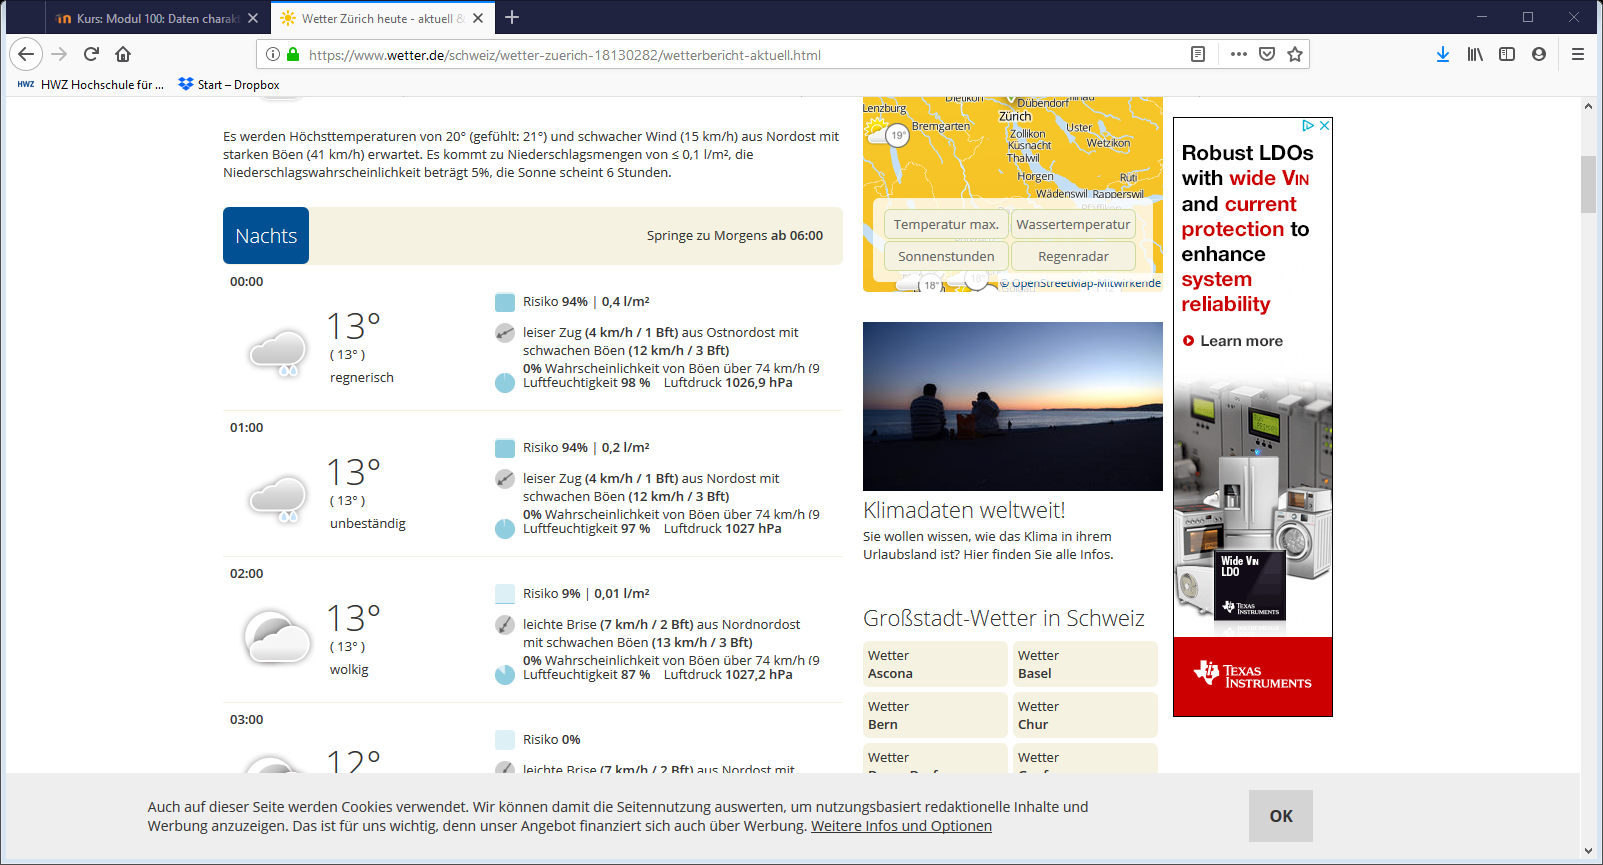 Kurs: Modul 100: Daten charakt
Wetter Zürich heute - aktuell &
https://www.wetter.de/schweiz/wetter-zuerich-18130282/wetterbericht-aktuell.html
HWZ HWZ Hochschule für ...
Start – Dropbox
Es werden Höchsttemperaturen von 20° (gefühlt: 21°) und schwacher Wind (15 km/h) aus Nordost mit
starken Böen (41 km/h) erwartet. Es kommt zu Niederschlagsmengen von ≤ 0,1 l/m², die
Niederschlagswahrscheinlichkeit beträgt 5%, die Sonne scheint 6 Stunden.
Nachts
Springe zu Morgens ab 06:00
00:00
13°
( 13° )
regnerisch
Risiko 94% | 0,4 l/m²
leiser Zug (4 km/h / 1 Bft) aus Ostnordost mit
schwachen Böen (12 km/h / 3 Bft)
0% Wahrscheinlichkeit von Böen über 74 km/h (9
Luftfeuchtigkeit 98 % Luftdruck 1026,9 hPa
01:00
13°
( 13° )
unbeständig
Risiko 94% | 0,2 l/m²
leiser Zug (4 km/h / 1 Bft) aus Nordost mit
schwachen Böen (12 km/h / 3 Bft)
0% Wahrscheinlichkeit von Böen über 74 km/h (9
Luftfeuchtigkeit 97 % Luftdruck 1027 hPa
02:00
13°
( 13° )
wolkig
Risiko 9% | 0,01 l/m²
leichte Brise (7 km/h / 2 Bft) aus Nordnordost
mit schwachen Böen (13 km/h / 3 Bft)
0% Wahrscheinlichkeit von Böen über 74 km/h (9
Luftfeuchtigkeit 87 % Luftdruck 1027,2 hPa
03:00
12°
Risiko 0%
leichte Brise (7 km/h / 2 Bft) aus Nordost mit
Lenzburg
Dietikon
Dübendorf
Zürich
19°
Bremgarten
Zollikon
Uster
Küsnacht
Wetzikon
Thalwil
Horgen
Rüti
Wädenswil
Rapperswil
Temperatur max.
Wassertemperatur
Sonnenstunden
Regenradar
18°
18°
© OpenStreetMap-Mitwirkende
Klimadaten weltweit!
Sie wollen wissen, wie das Klima in ihrem
Urlaubsland ist? Hier finden Sie alle Infos.
Großstadt-Wetter in Schweiz
Wetter
Ascona
Wetter
Basel
Wetter
Bern
Wetter
Chur
Wetter
Wetter
Robust LDOs
with wide VIN
and current
protection to
enhance
system
reliability
Learn more
Wide VIN
LDO
TEXAS INSTRUMENTS
TEXAS
INSTRUMENTS
Auch auf dieser Seite werden Cookies verwendet. Wir können damit die Seitennutzung auswerten, um nutzungsbasiert redaktionelle Inhalte und
Werbung anzuzeigen. Das ist für uns wichtig, denn unser Angebot finanziert sich auch über Werbung. Weitere Infos und Optionen
OK